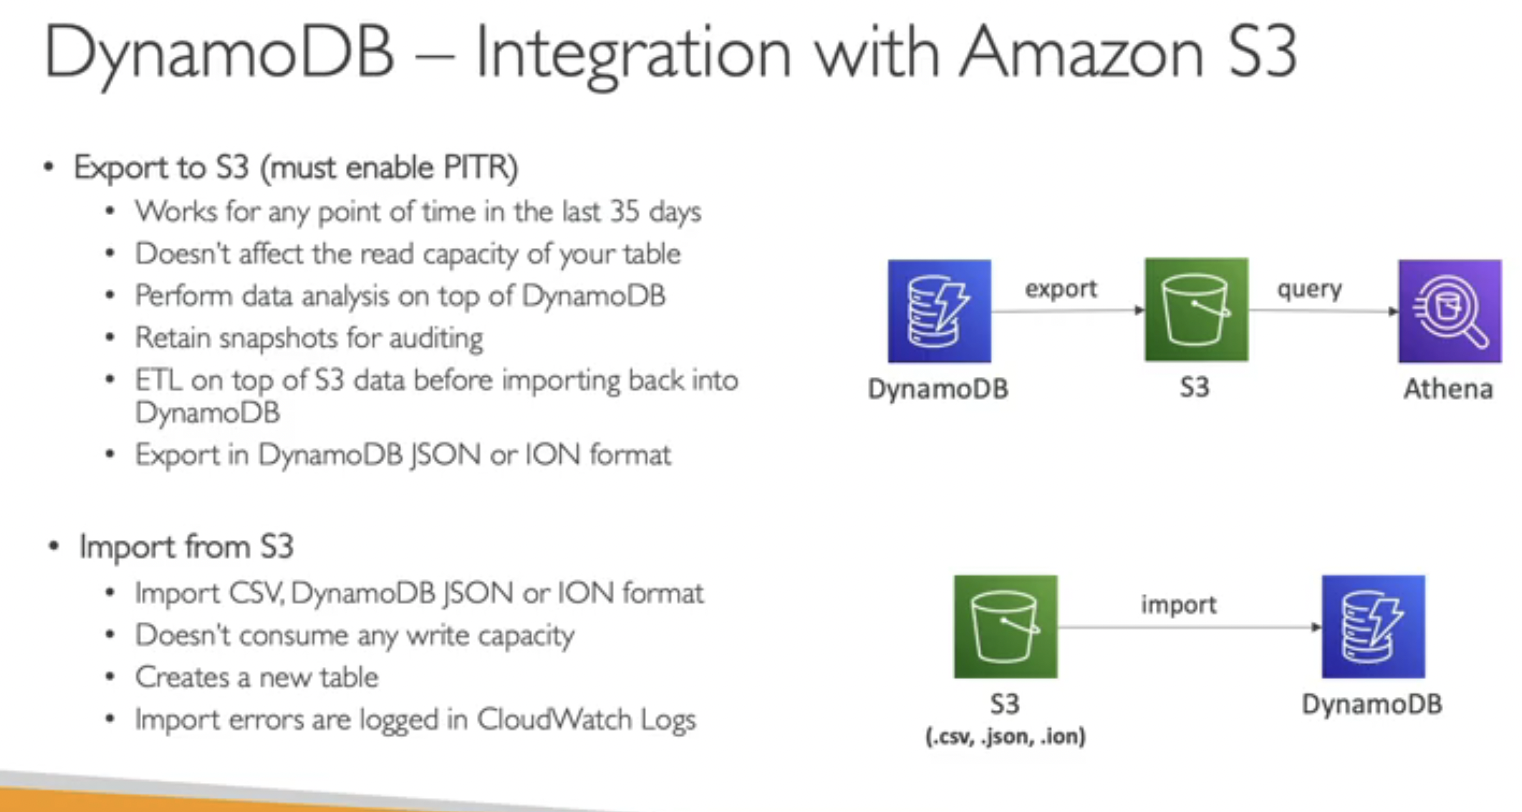 DynamoDB – Integration with Amazon S3
• Export to S3 (must enable PITR)
• Works for any point of time in the last 35 days
• Doesn't affect the read capacity of your table
• Perform data analysis on top of DynamoDB
• Retain snapshots for auditing
• ETL on top of S3 data before importing back into
DynamoDB
• Export in DynamoDB JSON or ION format
export
query
DynamoDB
S3
Athena
• Import from S3
• Import CSV, DynamoDB JSON or ION format
• Doesn't consume any write capacity
• Creates a new table
• Import errors are logged in CloudWatch Logs
import
S3
(.csv, .json, .ion)
DynamoDB